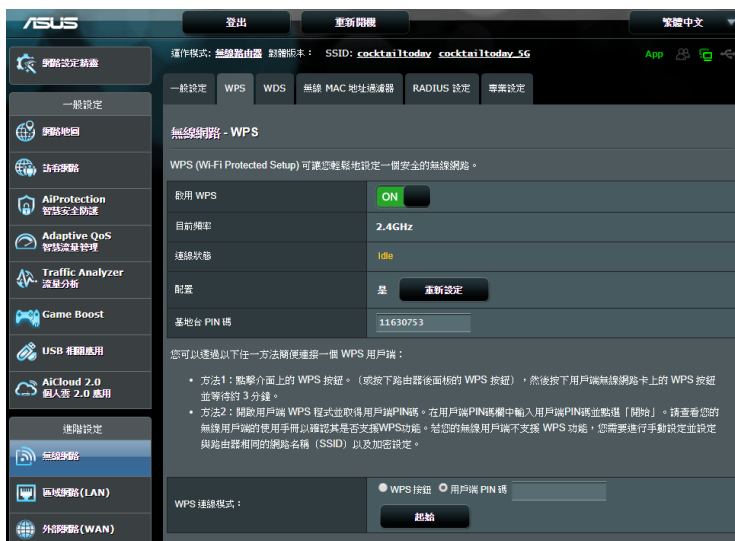 ASUS
登出
重新開機
繁體中文
運作模式: 無線路由器 韌體版本: SSID: cocktailtoday cocktailtoday_5G
App
網路設定精靈
一般設定 WPS WDS 無線 MAC 地址過濾器 RADIUS 設定 專業設定
一般設定
網路地圖
訪客網路
AiProtection
智慧安全防護
Adaptive QoS
智慧流量管理
Traffic Analyzer
流量分析
Game Boost
USB 相關應用
AiCloud 2.0
個人雲 2.0 應用
進階設定
無線網路
區域網路(LAN)
外部網路(WAN)
無線網路 - WPS
WPS (Wi-Fi Protected Setup) 可讓您輕鬆地設定一個安全的無線網路。
啟用 WPS
ON
目前頻率
2.4GHz
連線狀態
Idle
配置
是 重新設定
基地台 PIN 碼
11630753
您可以透過以下任一方法簡便連接一個 WPS 用戶端：
• 方法1：點擊介面上的 WPS 按鈕。（或按下路由器後面板的 WPS 按鈕），然後按下用戶端無線網路卡上的 WPS 按鈕
並等待約 3 分鐘。
• 方法2：開啟用戶端 WPS 程式並取得用戶端PIN碼。在用戶端PIN碼欄中輸入用戶端PIN並點選「開始」。請查看您的
無線用戶端的使用手冊以確認其是否支援WPS功能。若您的無線用戶端不支援 WPS 功能，您需要進行手動設定並設定
與路由器相同的網路名稱（SSID）以及加密設定。
WPS 連線模式：
WPS 按鈕 用戶端 PIN 碼
起始